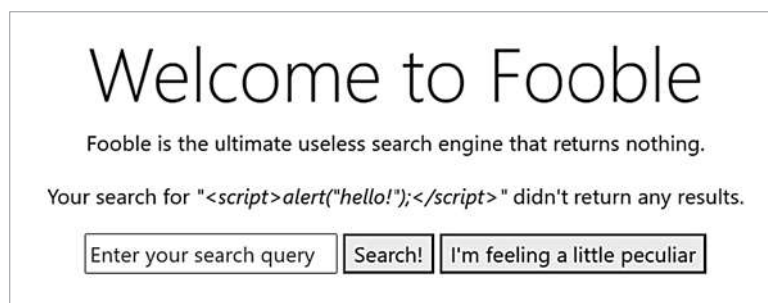 Welcome to Fooble
Fooble is the ultimate useless search engine that returns nothing.
Your search for "<script>alert("hello!");</script>" didn't return any results.
Enter your search query Search! I'm feeling a little peculiar